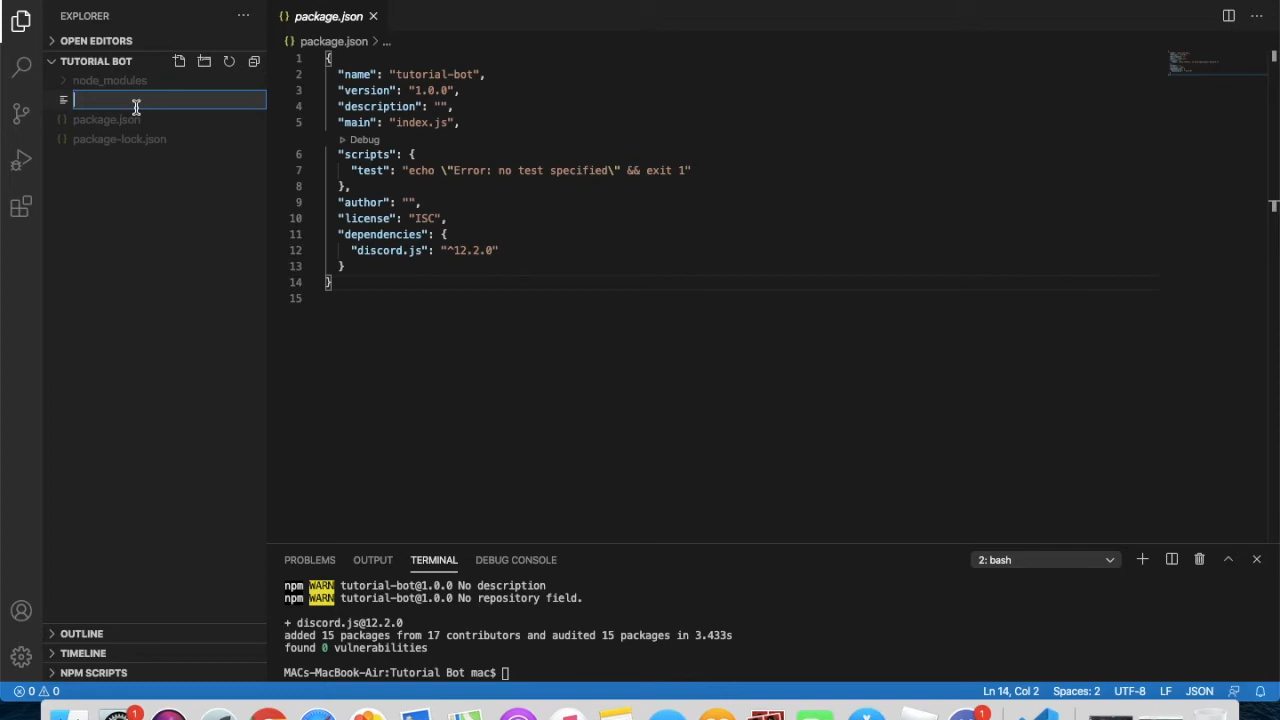 EXPLORER
package.json
OPEN EDITORS
package.json > ...
TUTORIAL BOT
node_modules
package.json
package-lock.json
1 {
2 "name": "tutorial-bot",
3 "version": "1.0.0",
4 "description": "",
5 "main": "index.js",
Debug
6 "scripts": {
7 "test": "echo \"Error: no test specified\" && exit 1"
8 },
9 "author": "",
10 "license": "ISC",
11 "dependencies": {
12 "discord.js": "^12.2.0"
13 }
14 }
15
PROBLEMS OUTPUT TERMINAL DEBUG CONSOLE
2: bash
npm WARN tutorial-bot@1.0.0 No description
npm WARN tutorial-bot@1.0.0 No repository field.
+ discord.js@12.2.0
added 15 packages from 17 contributors and audited 15 packages in 3.433s
found 0 vulnerabilities
MACs-MacBook-Air:Tutorial Bot mac$
OUTLINE
TIMELINE
NPM SCRIPTS
0 0
Ln 14, Col 2 Spaces: 2 UTF-8 LF JSON
1
1